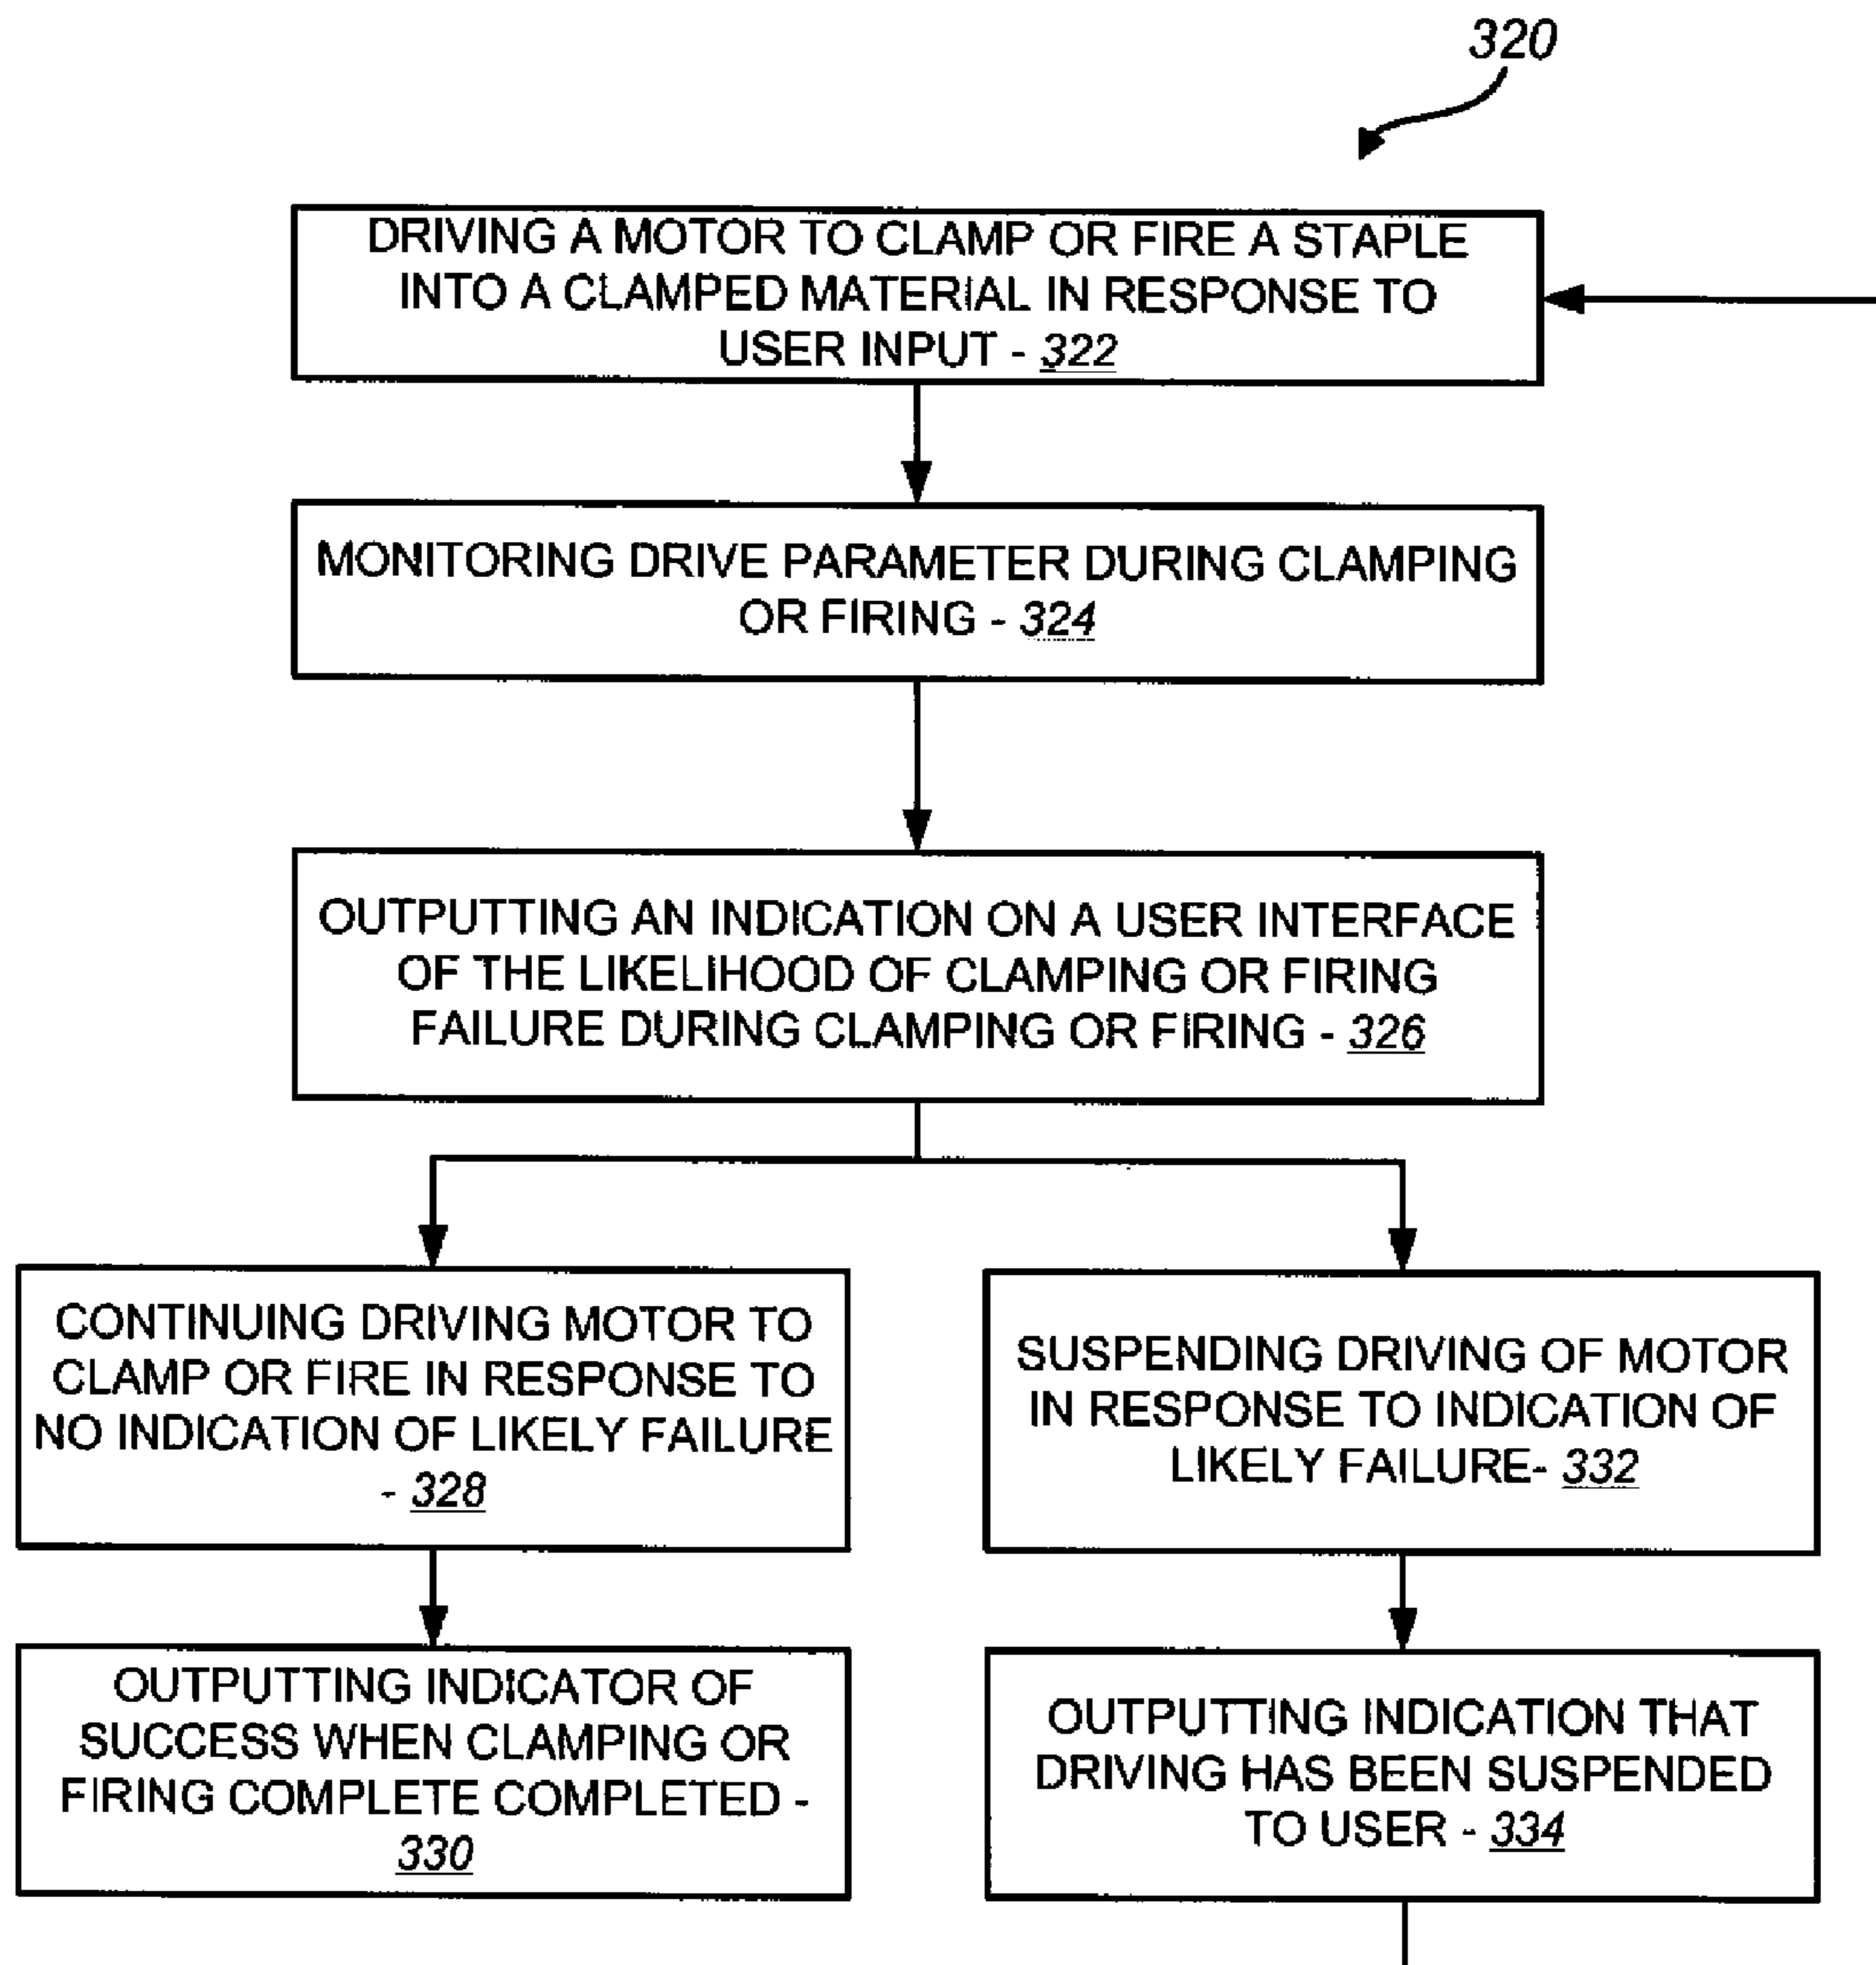 320
DRIVING A MOTOR TO CLAMP OR FIRE A STAPLE
INTO A CLAMPED MATERIAL IN RESPONSE TO
USER INPUT - 322
MONITORING DRIVE PARAMETER DURING CLAMPING
OR FIRING - 324
OUTPUTTING AN INDICATION ON A USER INTERFACE
OF THE LIKELIHOOD OF CLAMPING OR FIRING
FAILURE DURING CLAMPING OR FIRING - 326
CONTINUING DRIVING MOTOR TO
CLAMP OR FIRE IN RESPONSE TO
NO INDICATION OF LIKELY FAILURE
- 328
SUSPENDING DRIVING OF MOTOR
IN RESPONSE TO INDICATION OF
LIKELY FAILURE- 332
OUTPUTTING INDICATOR OF
SUCCESS WHEN CLAMPING OR
FIRING COMPLETE COMPLETED -
330
OUTPUTTING INDICATION THAT
DRIVING HAS BEEN SUSPENDED
TO USER - 334